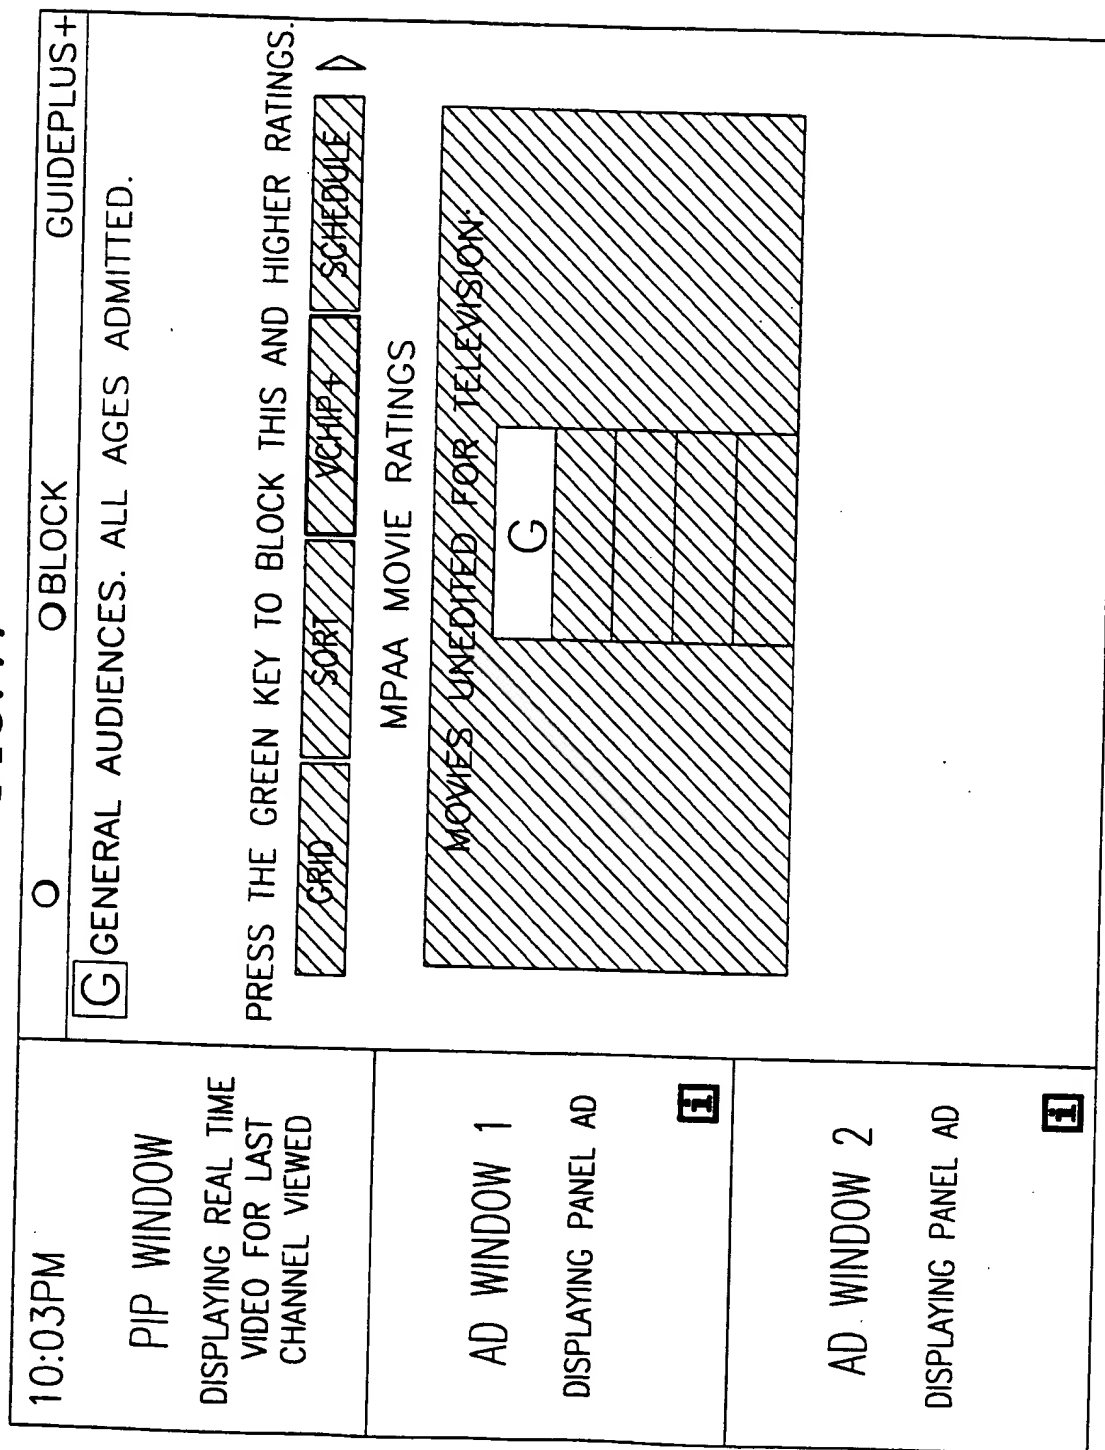 10:03PM
BLOCK
GUIDEPLUS+
PIP WINDOW
DISPLAYING REAL TIME
VIDEO FOR LAST
CHANNEL VIEWED
AD WINDOW 1
DISPLAYING PANEL AD
i
AD WINDOW 2
DISPLAYING PANEL AD
i
G GENERAL AUDIENCES. ALL AGES ADMITTED.
PRESS THE GREEN KEY TO BLOCK THIS AND HIGHER RATINGS.
GRID SORT VCHIP+ SCHEDULE
MPAA MOVIE RATINGS
MOVIES UNEDITED FOR TELEVISION:
G